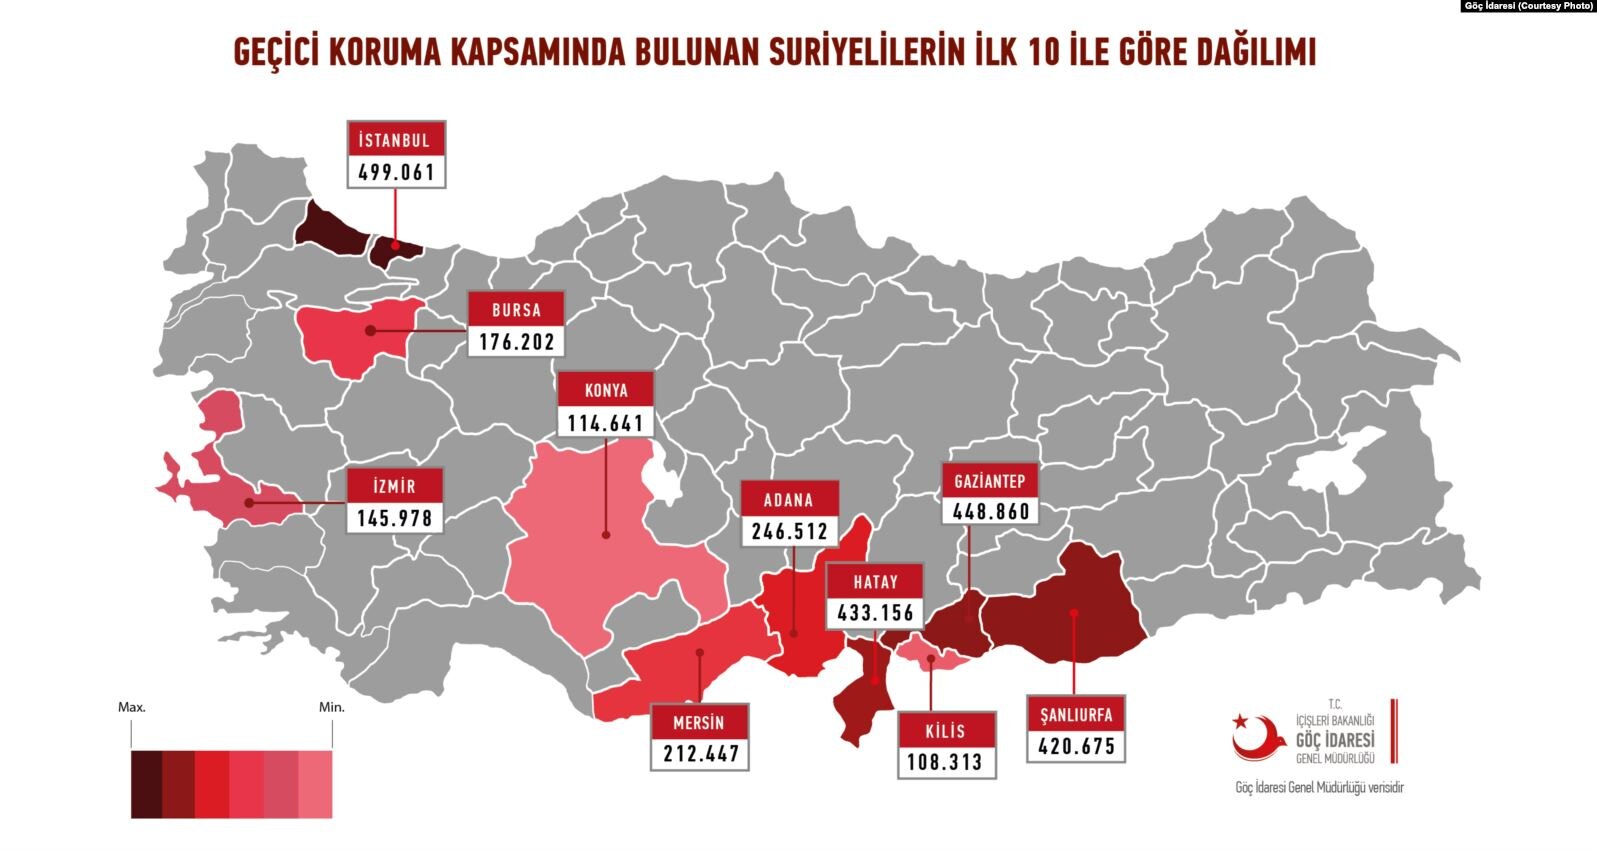 Göç İdaresi (Courtesy Photo)
GEÇİCİ KORUMA KAPSAMINDA BULUNAN SURİYELİLERİN İLK 10 İLE GÖRE DAĞILIMI
İSTANBUL
499.061
BURSA
176.202
KONYA
114.641
İZMİR
145.978
ADANA
246.512
GAZİANTEP
448.860
HATAY
433.156
MERSİN
212.447
KİLİS
108.313
ŞANLIURFA
420.675
Max.
Min.
T.C.
İÇİŞLERİ BAKANLIĞI
GÖÇ İDARESİ
GENEL MÜDÜRLÜĞÜ
Göç İdaresi Genel Müdürlüğü verisidir